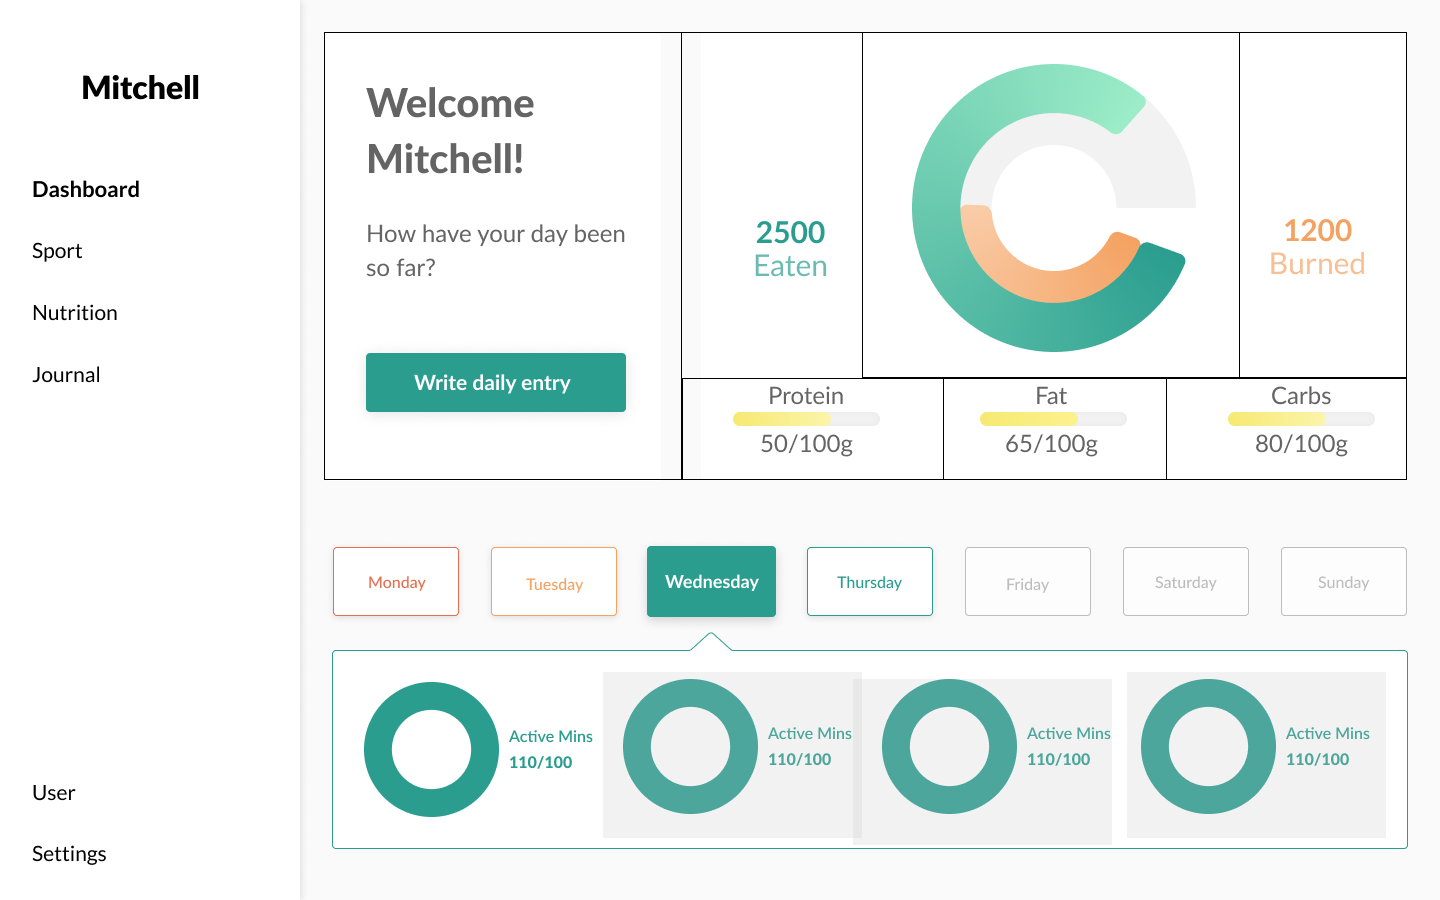 Mitchell
Dashboard
Sport
Nutrition
Journal
User
Settings
Welcome
Mitchell!
How have your day been
so far?
Write daily entry
2500
Eaten
1200
Burned
Protein
50/100g
Fat
65/100g
Carbs
80/100g
Monday
Tuesday
Wednesday
Thursday
Friday
Saturday
Sunday
Active Mins
110/100
Active Mins
110/100
Active Mins
110/100
Active Mins
110/100